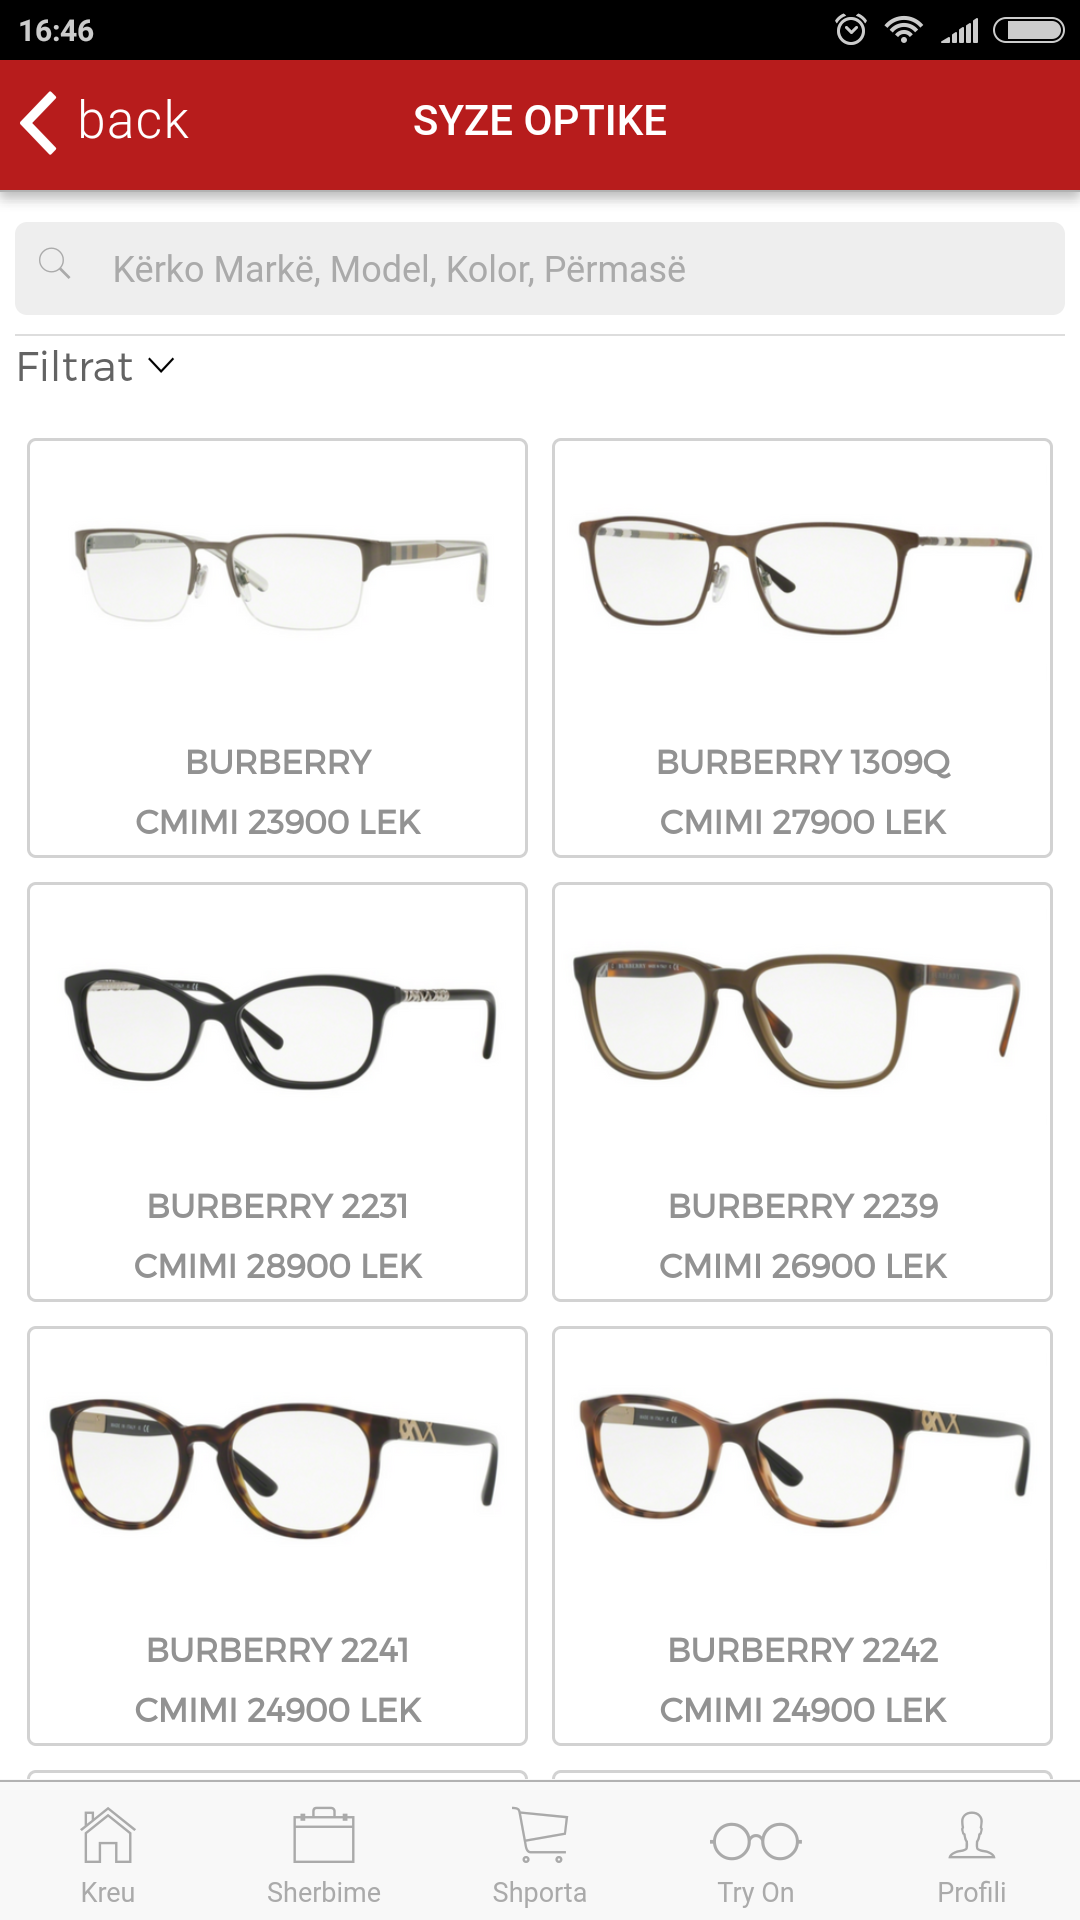 16:46
back
SYZE OPTIKE
Kërko Markë, Model, Kolor, Përmasë
Filtrat
BURBERRY
CMIMI 23900 LEK
BURBERRY 1309Q
CMIMI 27900 LEK
BURBERRY 2231
CMIMI 28900 LEK
BURBERRY 2239
CMIMI 26900 LEK
BURBERRY 2241
CMIMI 24900 LEK
BURBERRY 2242
CMIMI 24900 LEK
Kreu
Sherbime
Shporta
Try On
Profili